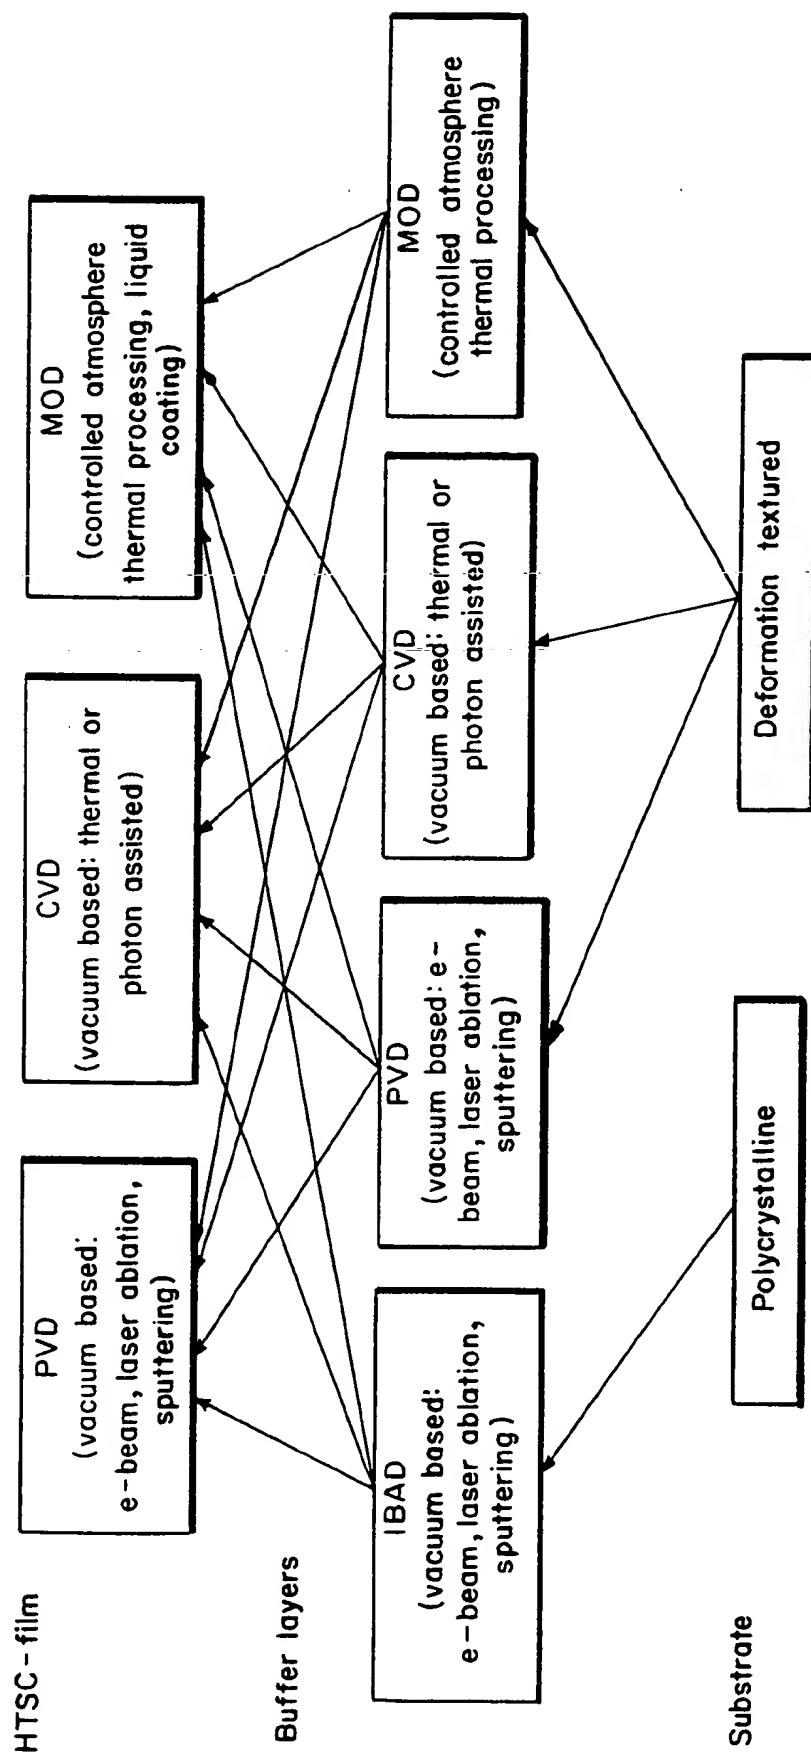 HTSC-film
PVD
(vacuum based:
e-beam, laser ablation,
sputtering)
CVD
(vacuum based: thermal or
photon assisted)
MOD
(controlled atmosphere
thermal processing, liquid
coating)
Buffer layers
IBAD
(vacuum based:
e-beam, laser ablation,
sputtering)
PVD
(vacuum based: e-
beam, laser ablation,
sputtering)
CVD
(vacuum based: thermal or
photon assisted)
MOD
(controlled atmosphere
thermal processing)
Substrate
Polycrystalline
Deformation textured